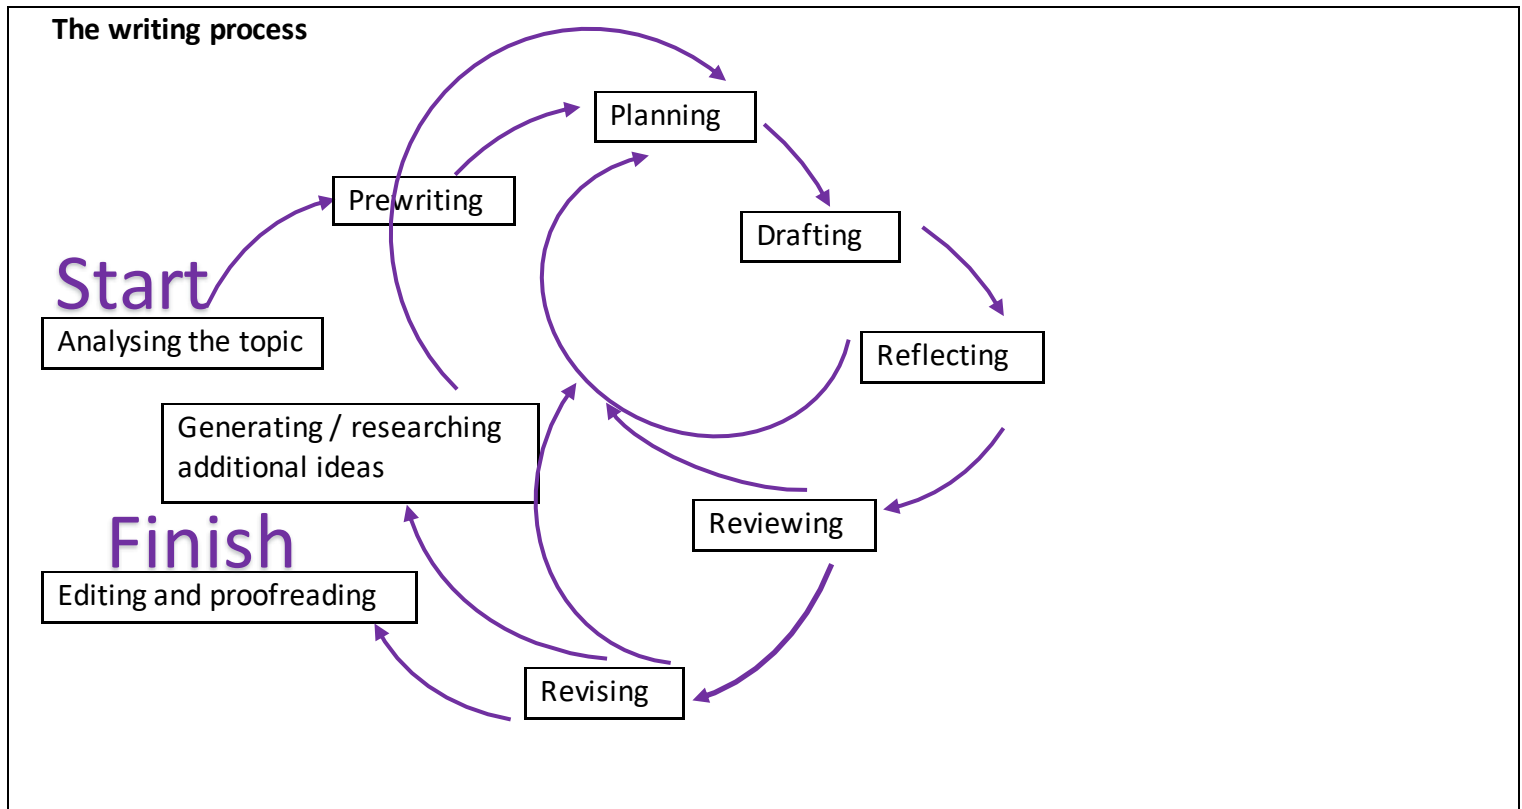 The writing process
Planning
Prewriting
Drafting
Start
Analysing the topic
Reflecting
Generating / researching
additional ideas
Reviewing
Finish
Editing and proofreading
Revising